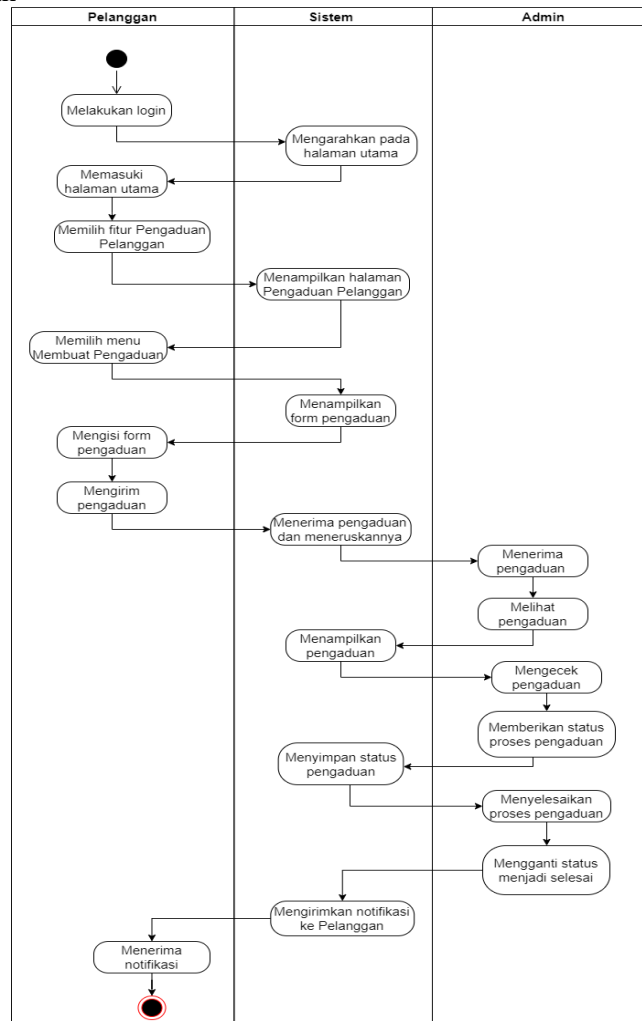 Pelanggan
Sistem
Admin
Melakukan login
Mengarahkan pada
halaman utama
Memasuki
halaman utama
Memilih fitur Pengaduan
Pelanggan
Menampilkan halaman
Pengaduan Pelanggan
Memilih menu
Membuat Pengaduan
Menampilkan
form pengaduan
Mengisi form
pengaduan
Mengirim
pengaduan
Menerima pengaduan
dan meneruskannya
Menerima
pengaduan
Melihat
pengaduan
Menampilkan
pengaduan
Mengecek
pengaduan
Memberikan status
proses pengaduan
Menyimpan status
pengaduan
Menyelesaikan
proses pengaduan
Mengganti status
menjadi selesai
Mengirimkan notifikasi
ke Pelanggan
Menerima
notifikasi